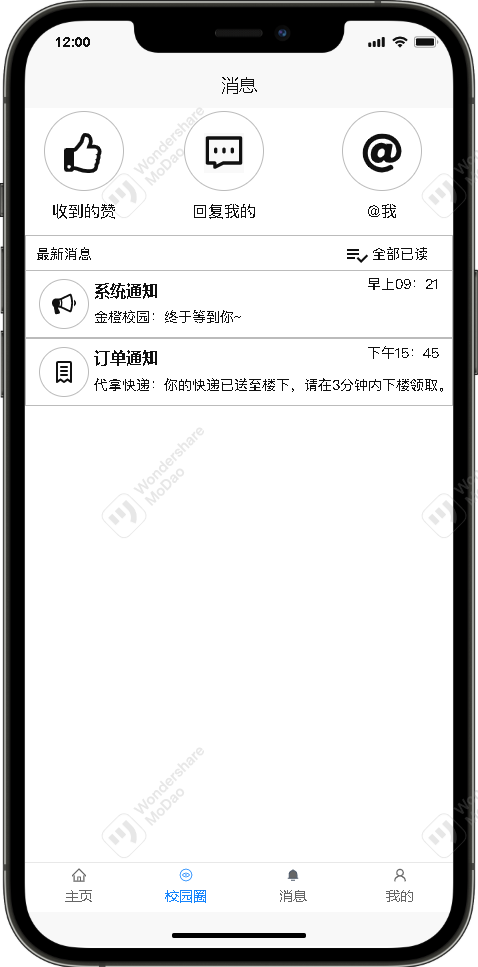 12:00
消息
收到的赞
回复我的
@我
最新消息
全部已读
系统通知
早上09：21
金橙校园：终于等到你~
订单通知
下午15：45
代拿快递：你的快递已送至楼下，请在3分钟内下楼领取。
主页
校园圈
消息
我的
Wondershare
MoDao
Wondershare
MoDao
Wondershare
MoDao